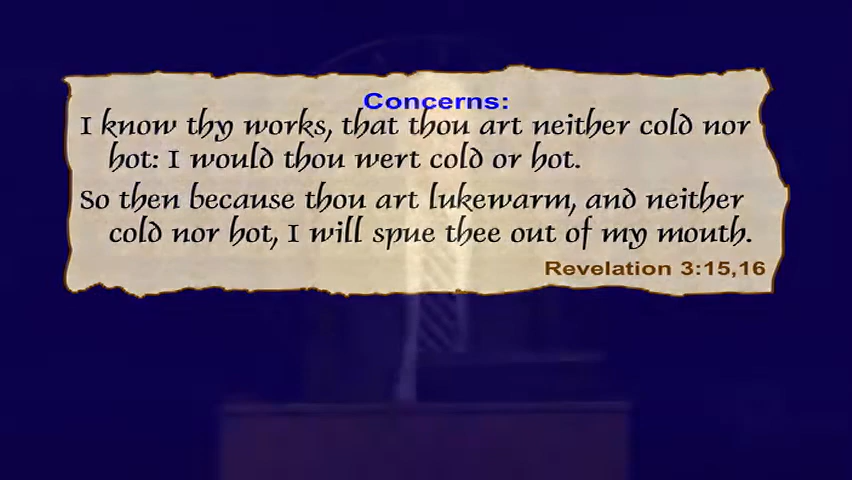 Concerns:
I know thy works, that thou art neither cold nor
hot: I would thou wert cold or hot.
So then because thou art lukewarm, and neither
cold nor hot, I will spue thee out of my mouth.
Revelation 3:15,16